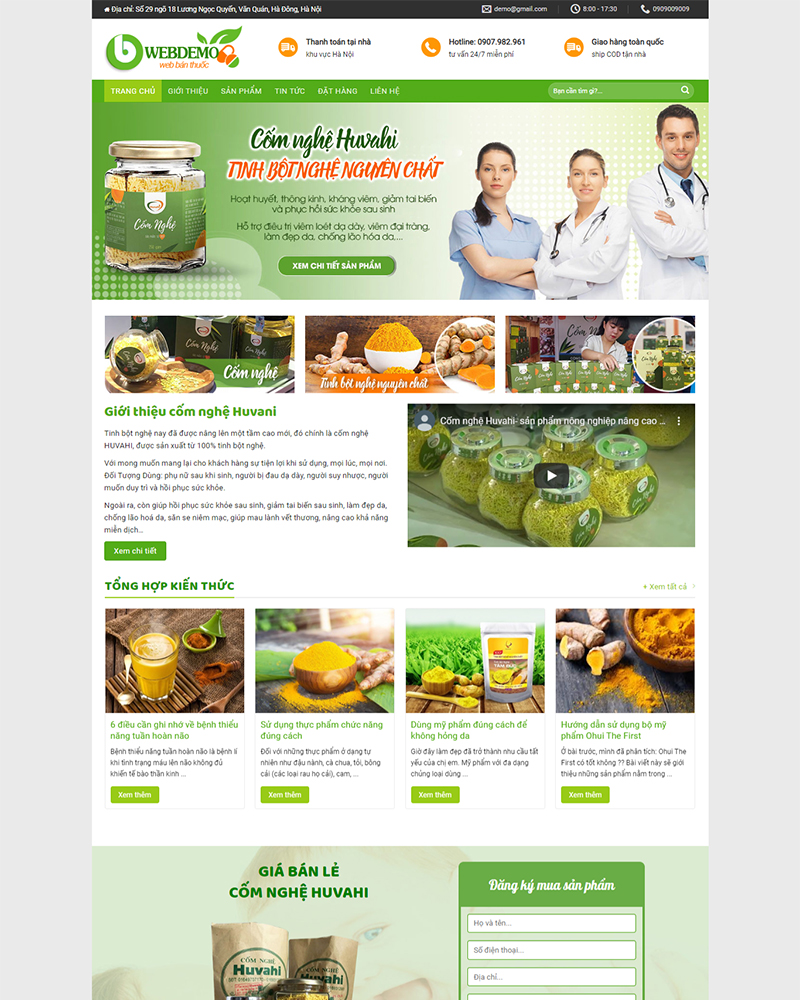 Địa chỉ: Số 29 ngõ 18 Lương Ngọc Quyến, Văn Quán, Hà Đông, Hà Nội
demo@gmail.com
8:00 - 17:30
0909009009
WEBDEMO
web bán thuốc
Thanh toán tại nhà
khu vực Hà Nội
Hotline: 0907.982.961
tư vấn 24/7 miễn phí
Giao hàng toàn quốc
ship COD tận nhà
TRANG CHỦ GIỚI THIỆU SẢN PHẨM TIN TỨC ĐẶT HÀNG LIÊN HỆ
Bạn cần tìm gì?...
Cốm nghệ Huvahi
TINH BỘT NGHỆ NGUYÊN CHẤT
Hoạt huyết, thông kinh, kháng viêm, giảm tai biến
và phục hồi sức khỏe sau sinh
Hỗ trợ điều trị viêm loét dạ dày, viêm đại tràng,
làm đẹp da, chống lão hóa da,...
XEM CHI TIẾT SẢN PHẨM
Cốm Nghệ
Cốm nghệ
Tinh bột nghệ nguyên chất
Giới thiệu cốm nghệ Huvani
Tinh bột nghệ nay đã được nâng lên một tầm cao mới, đó chính là cốm nghệ
HUVAHI, được sản xuất từ 100% tinh bột nghệ.
Với mong muốn mang lại cho khách hàng sự tiện lợi khi sử dụng, mọi lúc, mọi nơi.
Đối Tượng Dùng: phụ nữ sau khi sinh, người bị đau dạ dày, người suy nhược, người
muốn duy trì và hồi phục sức khỏe.
Ngoài ra, còn giúp hồi phục sức khỏe sau sinh, giảm tai biến sau sinh, làm đẹp da,
chống lão hoá da, săn se niêm mạc, giúp mau lành vết thương, nâng cao khả năng
miễn dịch...
Xem chi tiết
Cốm nghệ Huvahi- sản phẩm nông nghiệp nâng cao ...
TỔNG HỢP KIẾN THỨC
+ Xem tất cả
6 điều cần ghi nhớ về bệnh thiểu
năng tuần hoàn não
Bệnh thiểu năng tuần hoàn não là bệnh lí
khi tình trạng máu lên não không đủ
khiến tế bào thần kinh ...
Xem thêm
Sử dụng thực phẩm chức năng
đúng cách
Đối với những thực phẩm ở dạng tự
nhiên như đậu nành, cà chua, tỏi, bông
cải (các loại rau họ cải), cam, ...
Xem thêm
Dùng mỹ phẩm đúng cách để
không hỏng da
Giờ đây làm đẹp đã trở thành nhu cầu tất
yếu của chị em. Mỹ phẩm với đa dạng
chủng loại dùng ...
Xem thêm
Hướng dẫn sử dụng bộ mỹ
phẩm Ohui The First
Ở bài trước, mình đã phân tích: Ohui The
First có tốt không ?? Bài viết này sẽ giới
thiệu những sản phẩm nằm trong ...
Xem thêm
GIÁ BÁN LẺ
CỐM NGHỆ HUVAHI
CỐM NGHỆ
Huvahi
Đăng ký mua sản phẩm
Họ và tên...
Số điện thoại...
Địa chỉ...